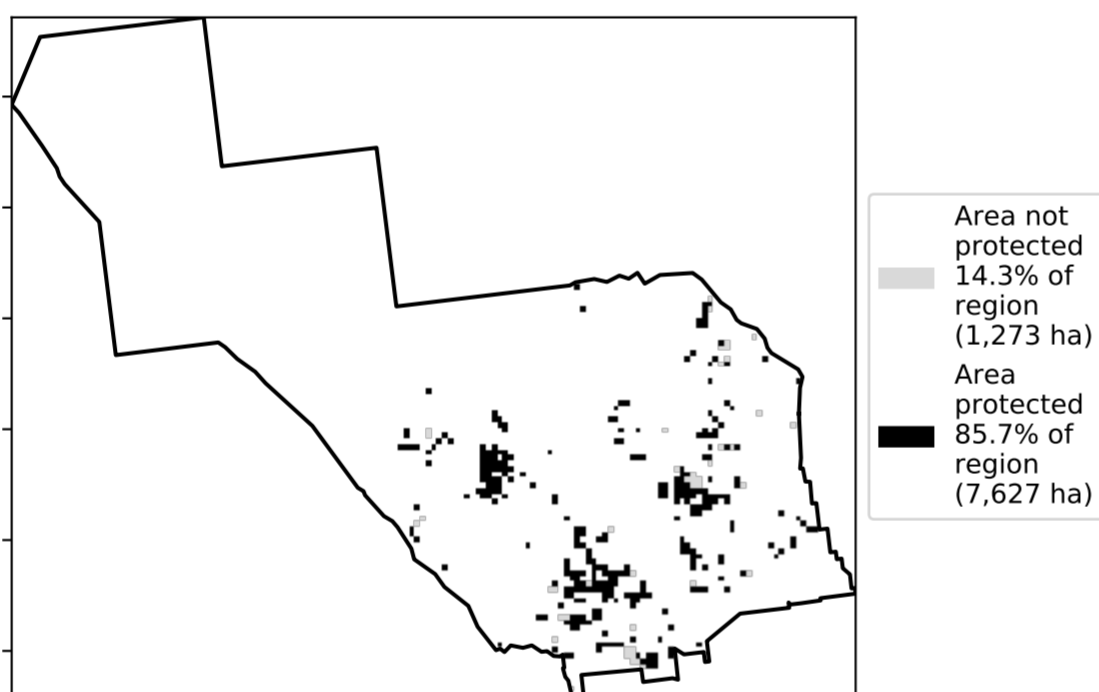 Area not
protected
14.3% of
region
(1,273 ha)
Area
protected
85.7% of
region
(7,627 ha)